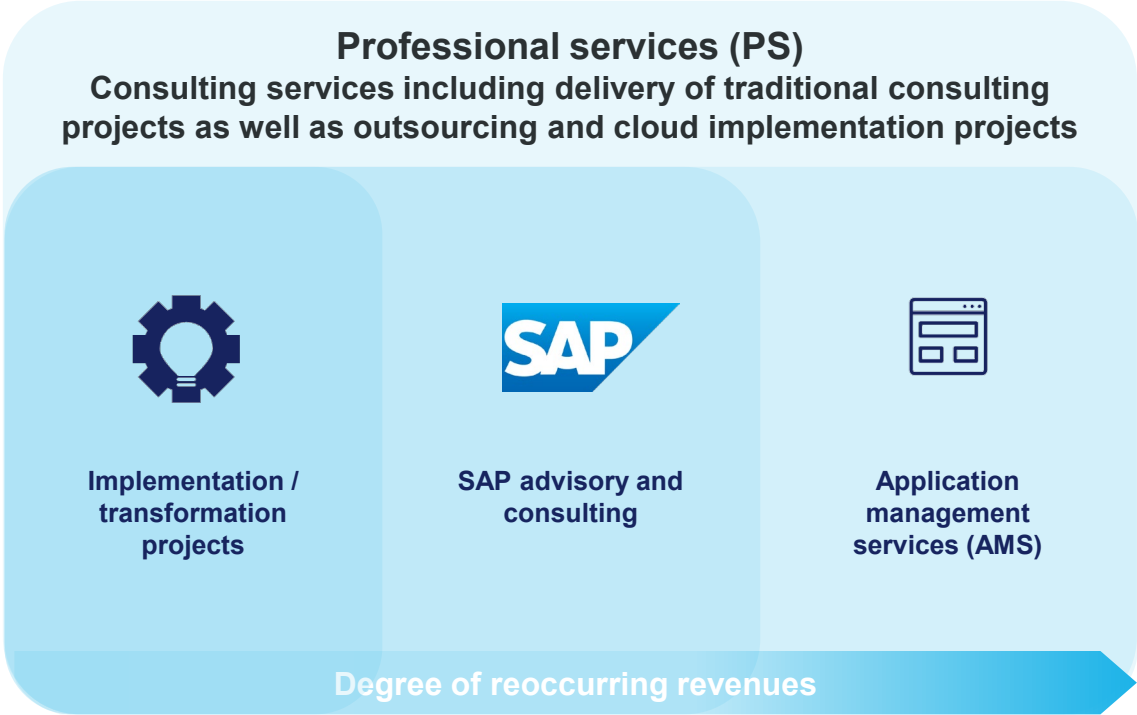 Professional services (PS)
Consulting services including delivery of traditional consulting
projects as well as outsourcing and cloud implementation projects
SAP
Implementation /
transformation
projects
SAP advisory and
consulting
Application
management
services (AMS)
Degree of reoccurring revenues